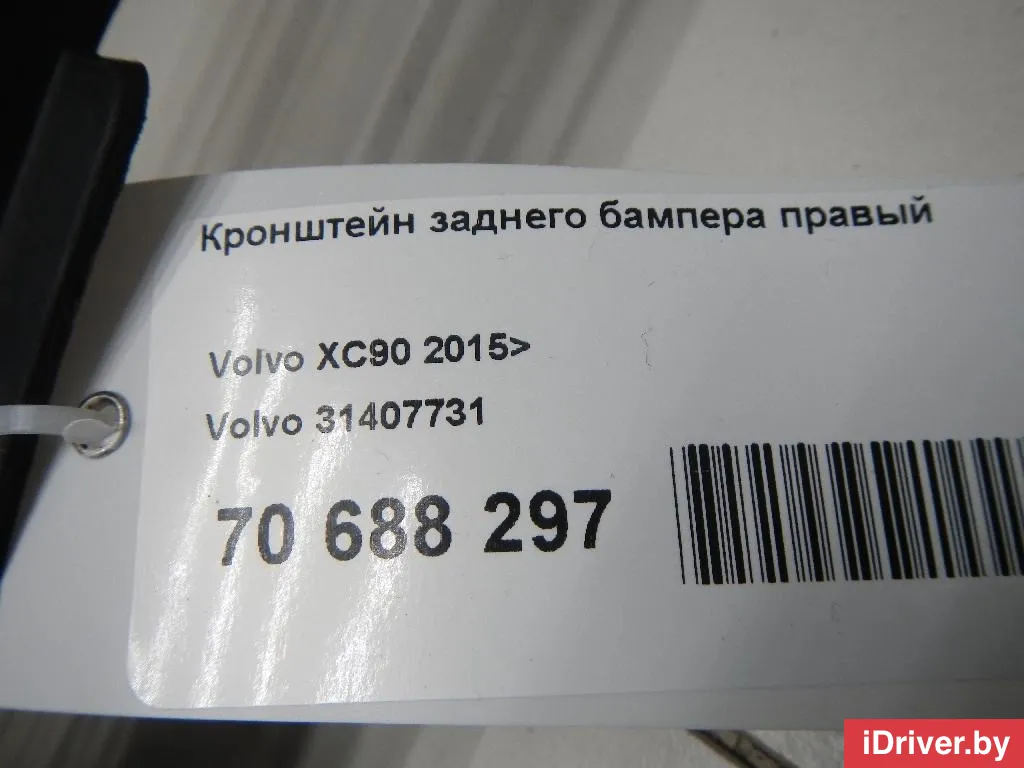 Кронштейн заднего бампера правый
Volvo XC90 2015>
Volvo 31407731
70 688 297
iDriver.by